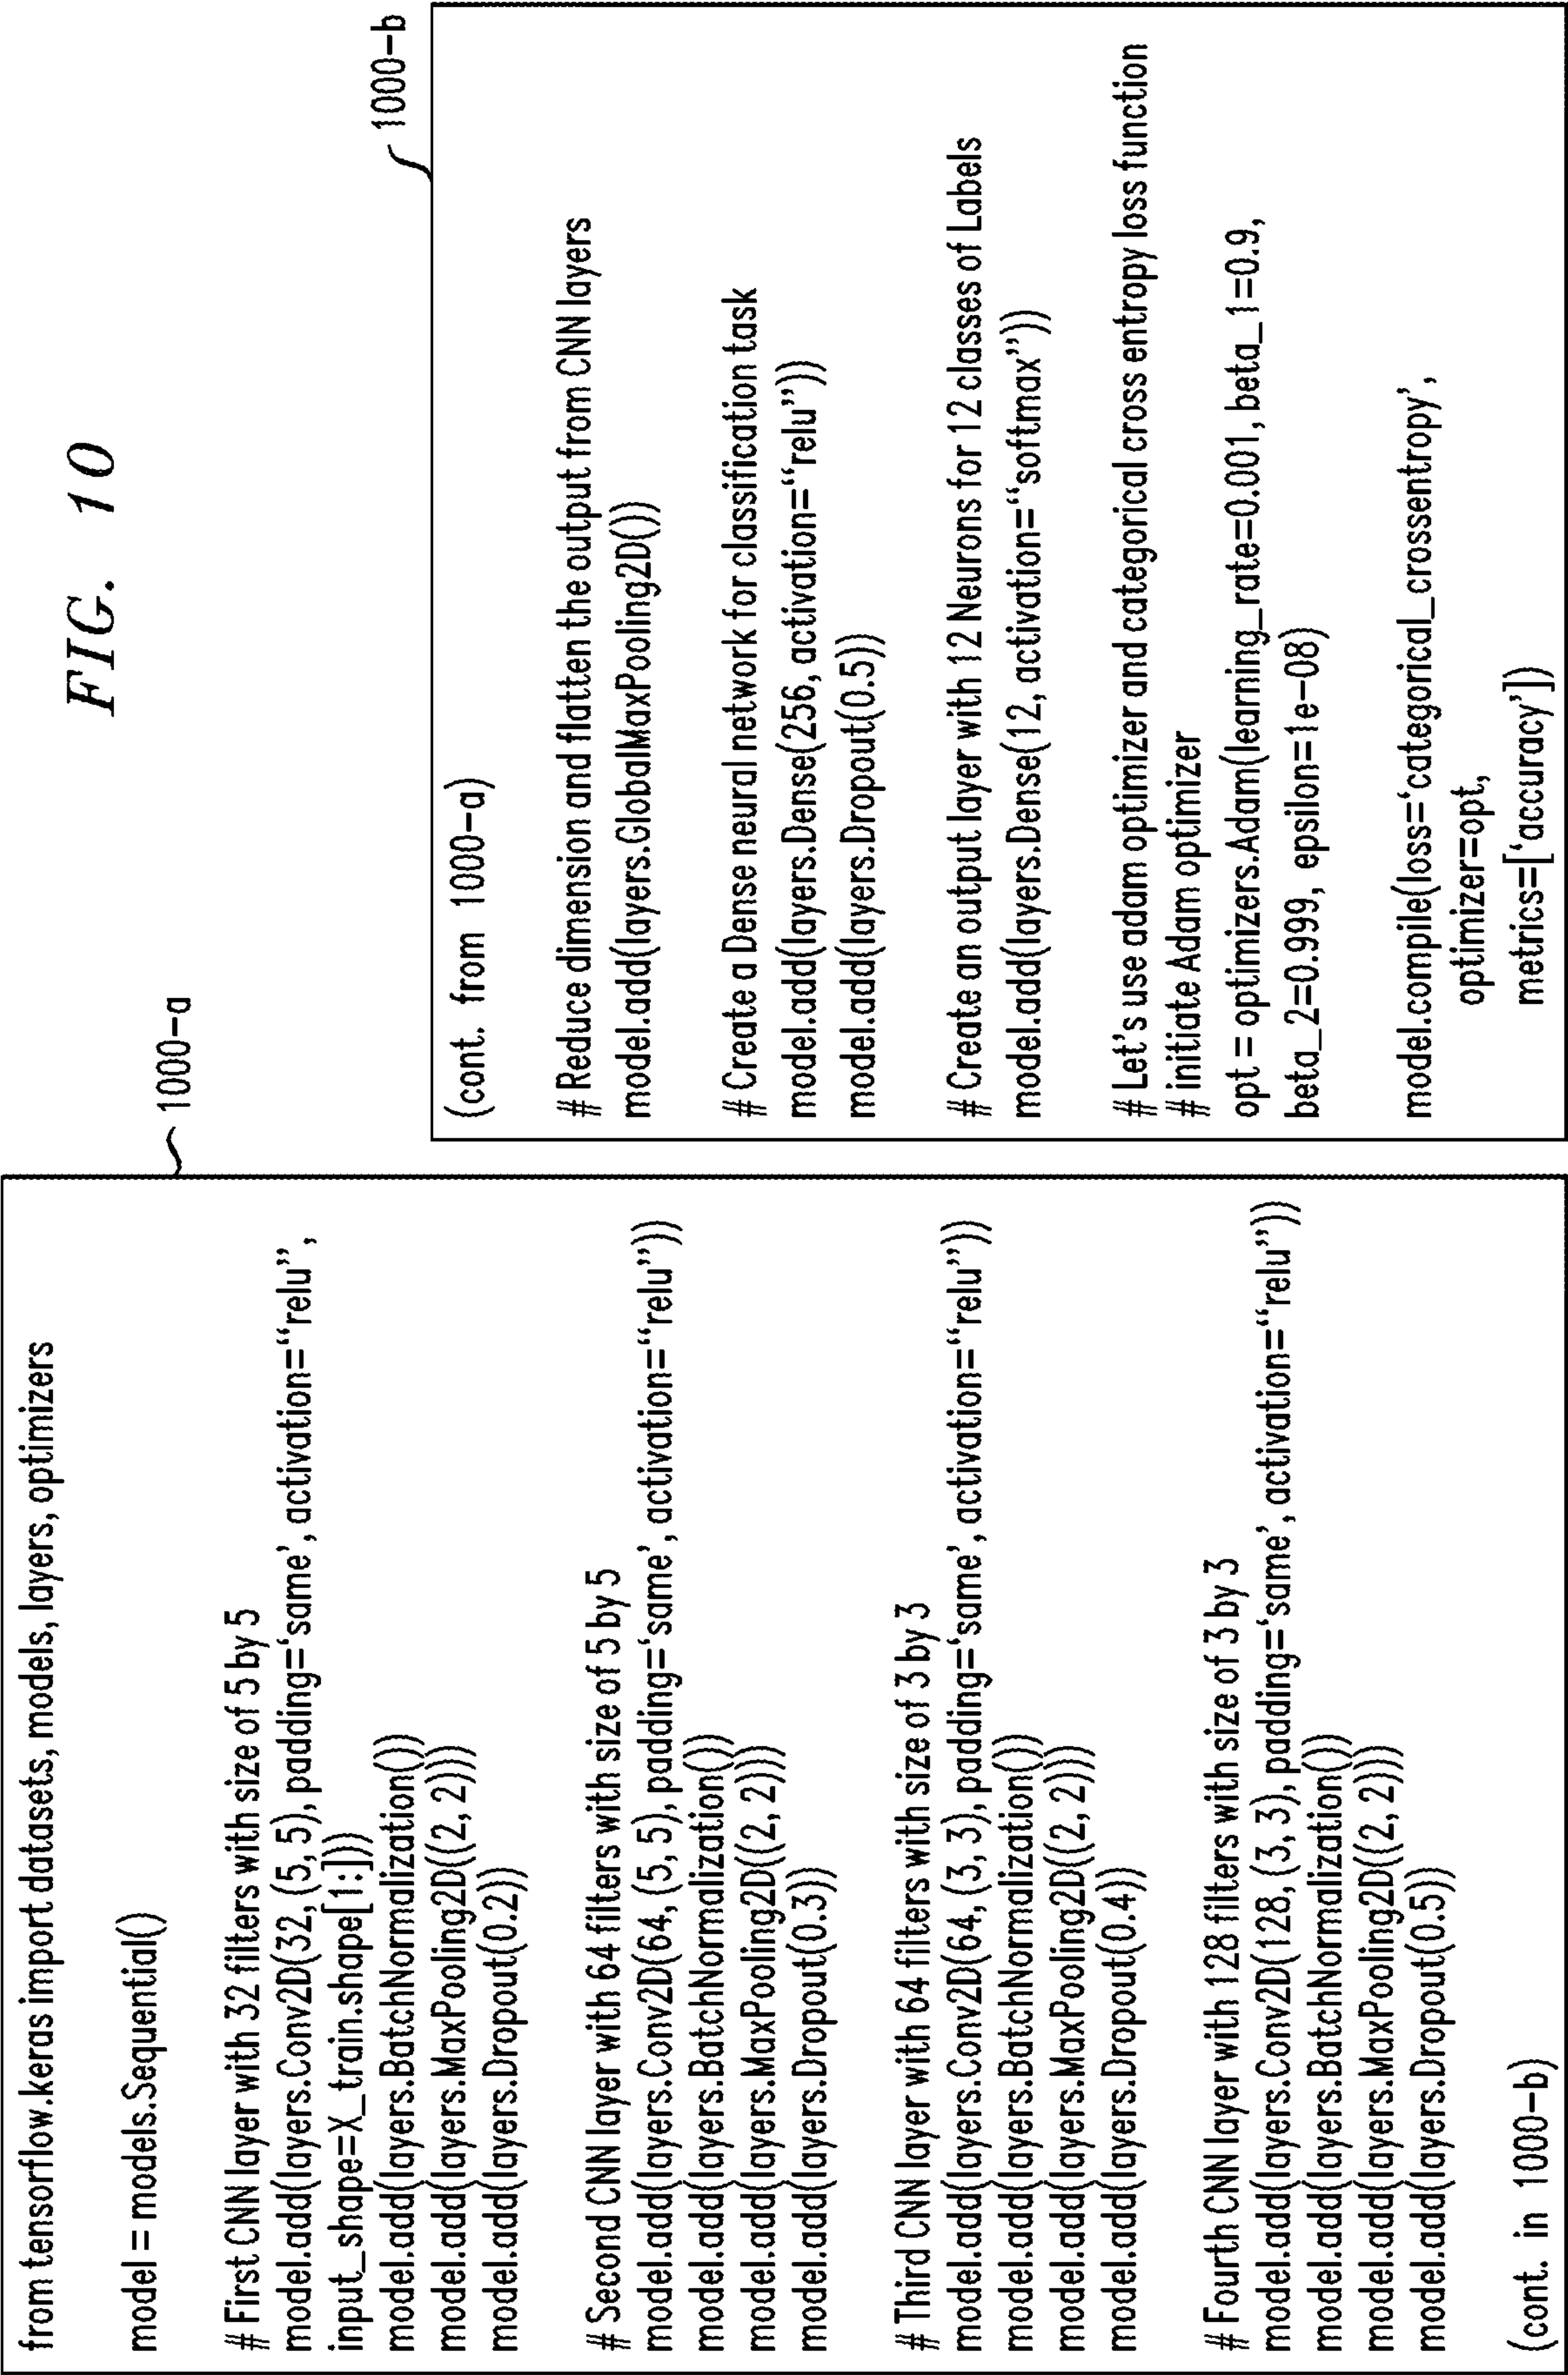 FIG. 10
1000-a
from tensorflow.keras import datasets, models, layers, optimizers
model = models.Sequential()
# First CNN layer with 32 filters with size of 5 by 5
model.add(layers.Conv2D(32, (5, 5), padding=‘same’, activation=“relu”,
input_shape=X_train.shape[1:]))
model.add(layers.BatchNormalization())
model.add(layers.MaxPooling2D((2, 2)))
model.add(layers.Dropout(0.2))
# Second CNN layer with 64 filters with size of 5 by 5
model.add(layers.Conv2D(64, (5, 5), padding=‘same’, activation=“relu”))
model.add(layers.BatchNormalization())
model.add(layers.MaxPooling2D((2, 2)))
model.add(layers.Dropout(0.3))
# Third CNN layer with 64 filters with size of 3 by 3
model.add(layers.Conv2D(64, (3, 3), padding=‘same’, activation=“relu”))
model.add(layers.BatchNormalization())
model.add(layers.MaxPooling2D((2, 2)))
model.add(layers.Dropout(0.4))
# Fourth CNN layer with 128 filters with size of 3 by 3
model.add(layers.Conv2D(128, (3, 3), padding=‘same’, activation=“relu”))
model.add(layers.BatchNormalization())
model.add(layers.MaxPooling2D((2, 2)))
model.add(layers.Dropout(0.5))
(cont. in 1000-b)
1000-b
(cont. from 1000-a)
# Reduce dimension and flatten the output from CNN layers
model.add(layers.GlobalMaxPooling2D())
# Create a Dense neural network for classification task
model.add(layers.Dense(256, activation=“relu”))
model.add(layers.Dropout(0.5))
# Create an output layer with 12 Neurons for 12 classes of Labels
model.add(layers.Dense(12, activation=“softmax”))
# Let's use adam optimizer and categorical cross entropy loss function
# initiate Adam optimizer
opt = optimizers.Adam(learning_rate=0.001, beta_1=0.9,
beta_2=0.999, epsilon=1e-08)
model.compile(loss=‘categorical_crossentropy’,
optimizer=opt,
metrics=[‘accuracy’])